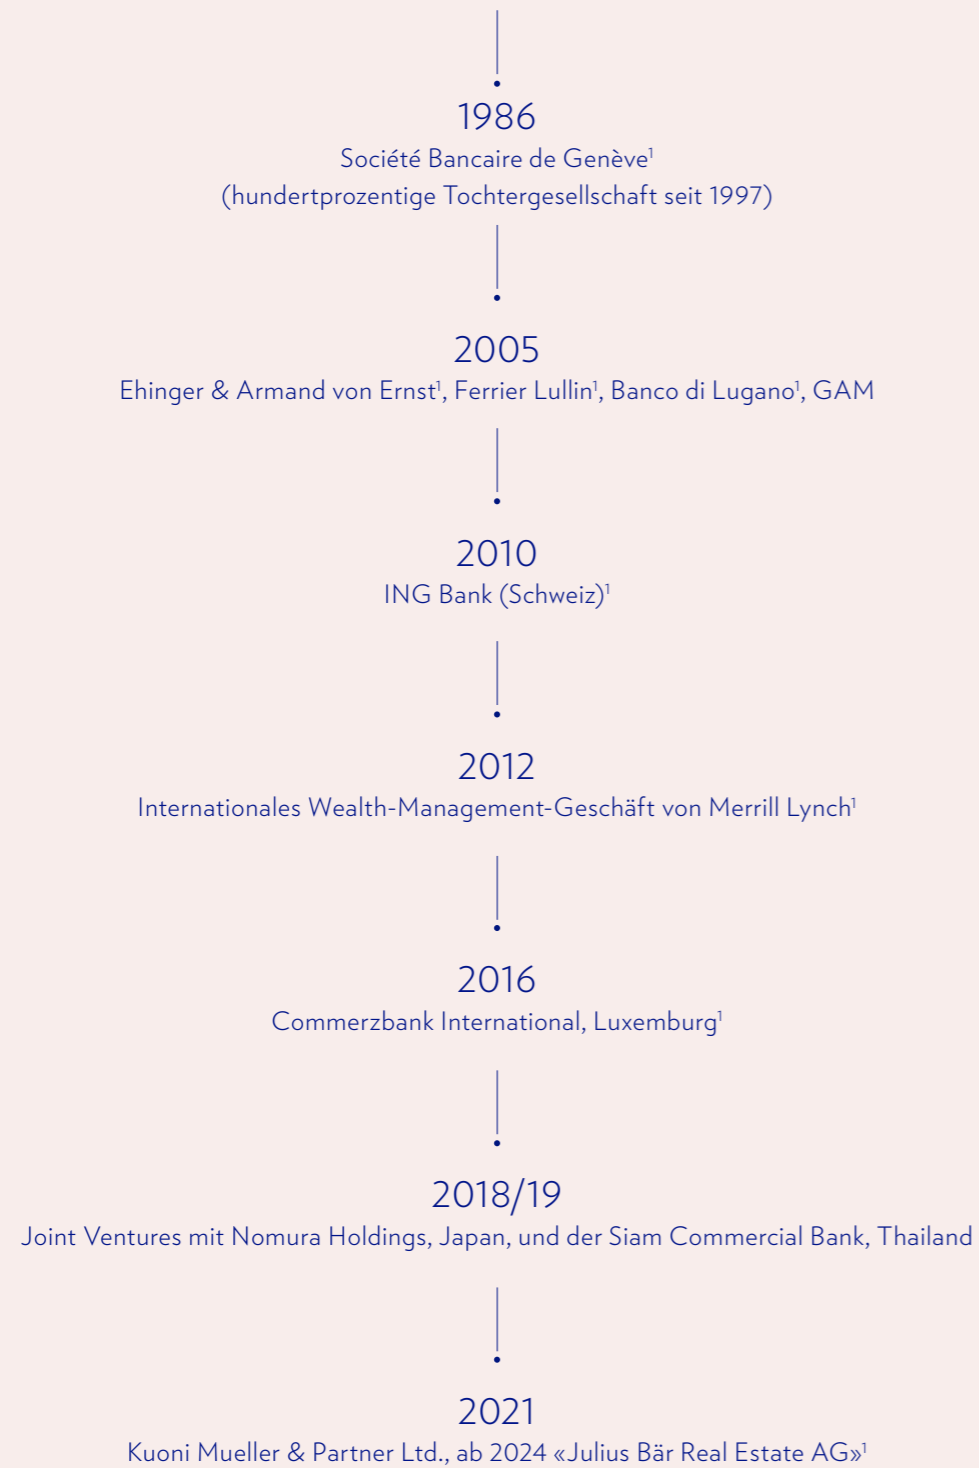 1986
Société Bancaire de Genève¹
(hundertprozentige Tochtergesellschaft seit 1997)
2005
Ehinger & Armand von Ernst¹, Ferrier Lullin¹, Banco di Lugano¹, GAM
2010
ING Bank (Schweiz)¹
2012
Internationales Wealth-Management-Geschäft von Merrill Lynch¹
2016
Commerzbank International, Luxemburg¹
2018/19
Joint Ventures mit Nomura Holdings, Japan, und der Siam Commercial Bank, Thailand
2021
Kuoni Mueller & Partner Ltd., ab 2024 «Julius Bär Real Estate AG»¹